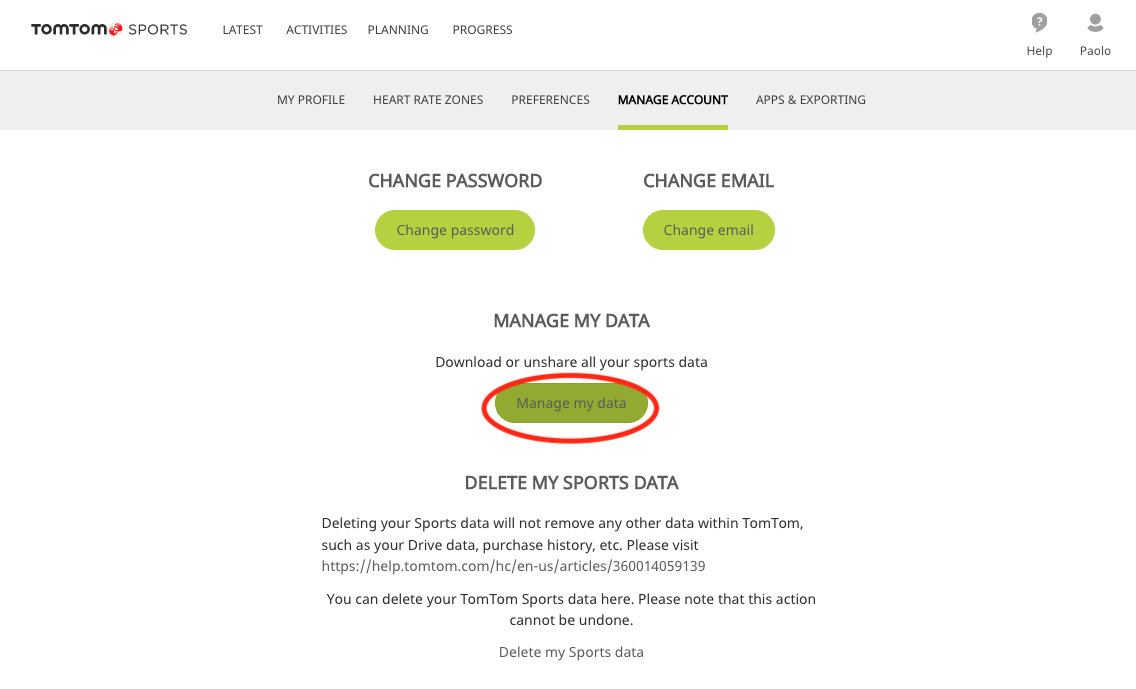 TOMTOM SPORTS LATEST ACTIVITIES PLANNING PROGRESS
? Help Paolo
MY PROFILE HEART RATE ZONES PREFERENCES MANAGE ACCOUNT APPS & EXPORTING
CHANGE PASSWORD CHANGE EMAIL
Change password Change email
MANAGE MY DATA
Download or unshare all your sports data
Manage my data
DELETE MY SPORTS DATA
Deleting your Sports data will not remove any other data within TomTom,
such as your Drive data, purchase history, etc. Please visit
https://help.tomtom.com/hc/en-us/articles/360014059139
You can delete your TomTom Sports data here. Please note that this action
cannot be undone.
Delete my Sports data